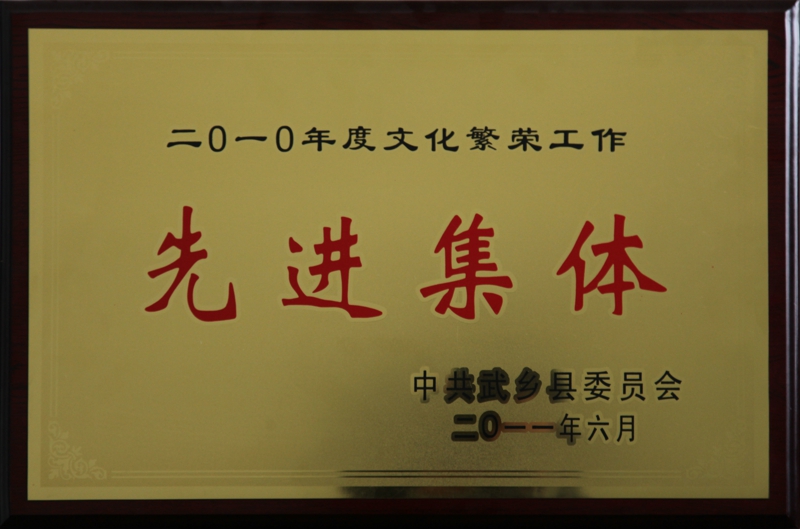 二0一0年度文化繁荣工作
先进集体
中共武乡县委员会
二0一一年六月